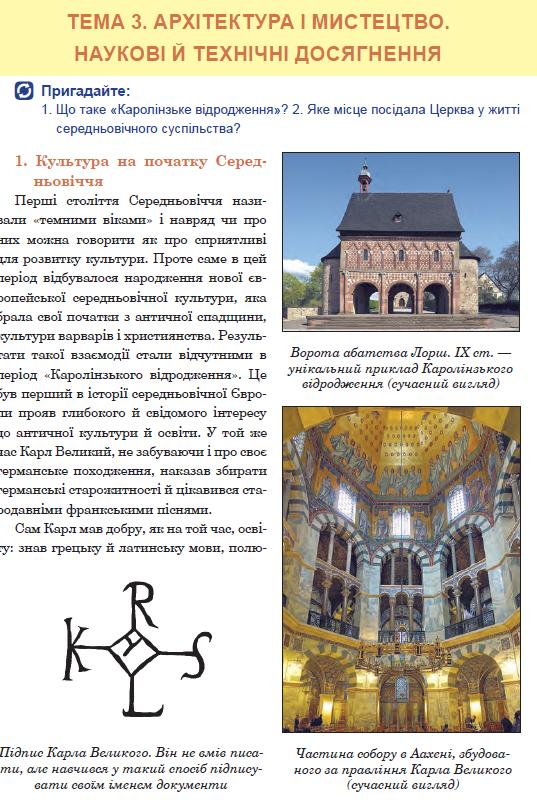 ТЕМА 3. АРХІТЕКТУРА І МИСТЕЦТВО.
НАУКОВІ Й ТЕХНІЧНІ ДОСЯГНЕННЯ
Пригадайте:
1. Що таке «Каролінзьке відродження»? 2. Яке місце посідала Церква у житті
середньовічного суспільства?
1. Культура на початку Серед-
ньовіччя
Перші століття Середньовіччя нази-
вали «темними віками» і навряд чи про
них можна говорити як про сприятливі
для розвитку культури. Проте саме в цей
період відбувалося народження нової єв-
ропейської середньовічної культури, яка
брала свої початки з античної спадщини,
культури варварів і християнства. Резуль-
тати такої взаємодії стали відчутними в
період «Каролінзького відродження». Це
був перший в історії середньовічної Євро-
пи прояв глибокого й свідомого інтересу
до античної культури й освіти. У той же
час Карл Великий, не забуваючи і про своє
германське походження, наказав збирати
германські старожитності й цікавився ста-
родавніми франкськими піснями.
Сам Карл мав добру, як на той час, осві-
ту: знав грецьку й латинську мови, полю-
K R S L
Підпис Карла Великого. Він не вмів писа-
ти, але навчився у такий спосіб підпису-
вати своїм іменем документи
Ворота абатства Лорш. IX ст. —
унікальний приклад Каролінзького
відродження (сучасний вигляд)
Частина собору в Аахені, збудова-
ного за правління Карла Великого
(сучасний вигляд)